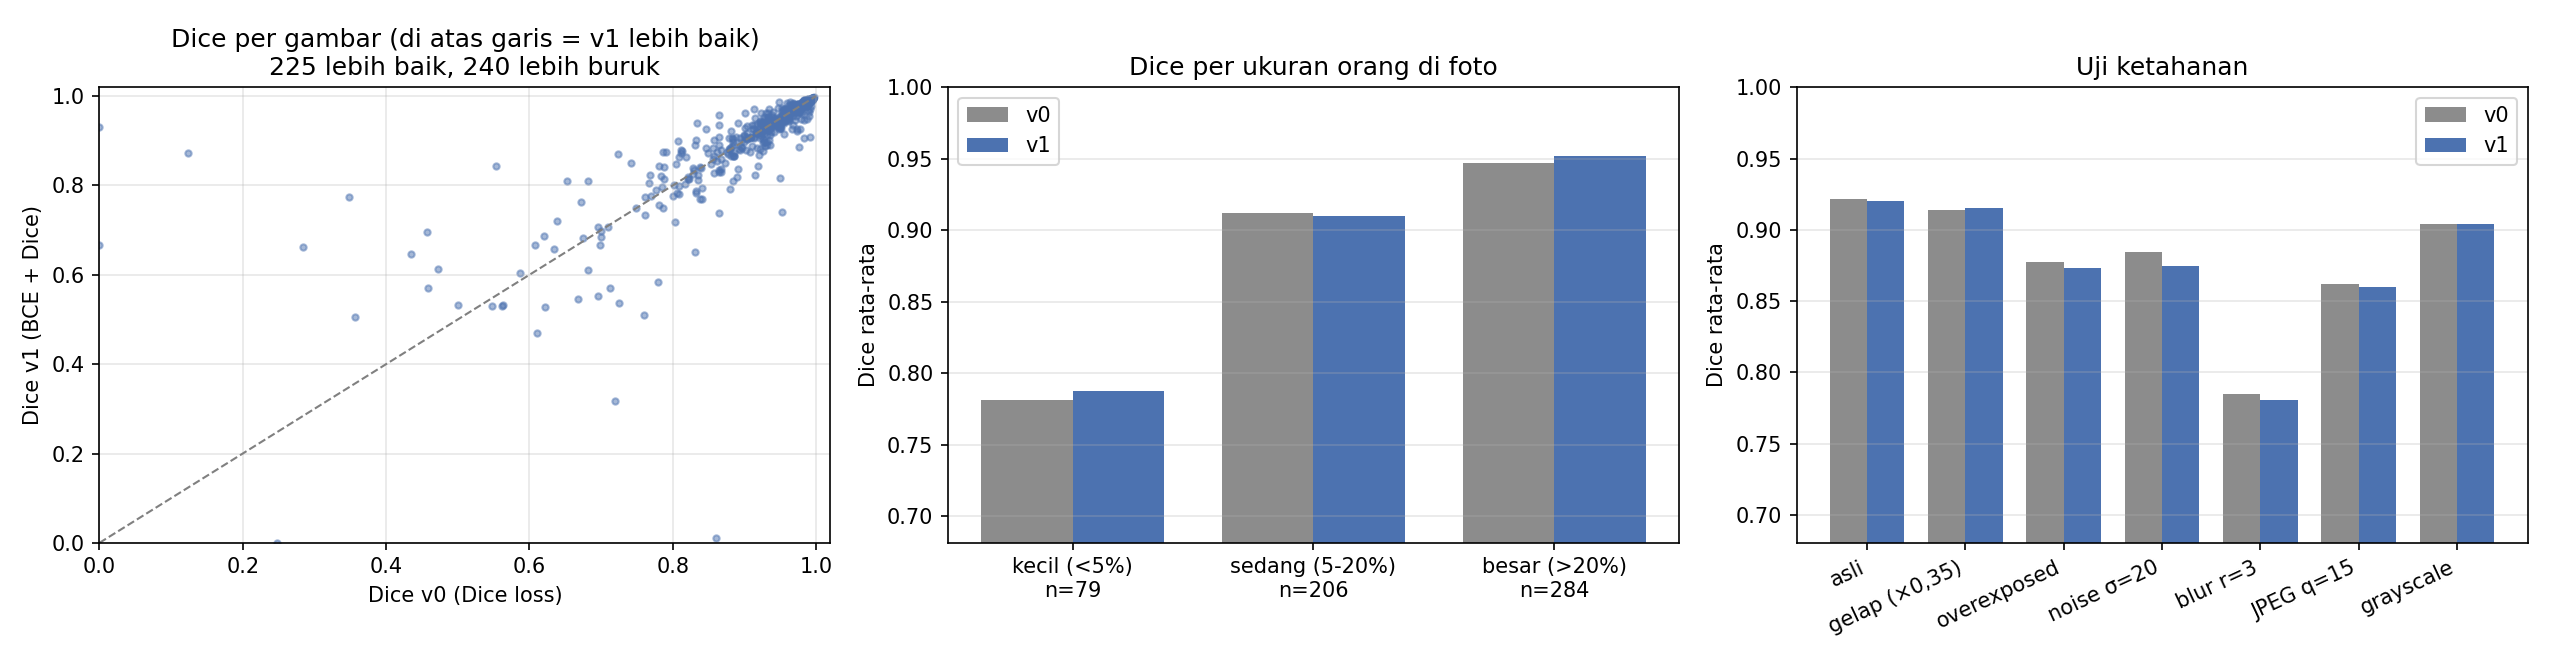 Dice per gambar (di atas garis = v1 lebih baik)
225 lebih baik, 240 lebih buruk
Dice v1 (BCE + Dice)
1.0
0.8
0.6
0.4
0.2
0.0
0.0 0.2 0.4 0.6 0.8 1.0
Dice v0 (Dice loss)
Dice per ukuran orang di foto
v0
v1
Dice rata-rata
1.00
0.95
0.90
0.85
0.80
0.75
0.70
kecil (<5%) sedang (5-20%) besar (>20%)
n=79 n=206 n=284
Uji ketahanan
v0
v1
Dice rata-rata
1.00
0.95
0.90
0.85
0.80
0.75
0.70
asli
gelap (×0,35)
overexposed
noise σ=20
blur r=3
JPEG q=15
grayscale